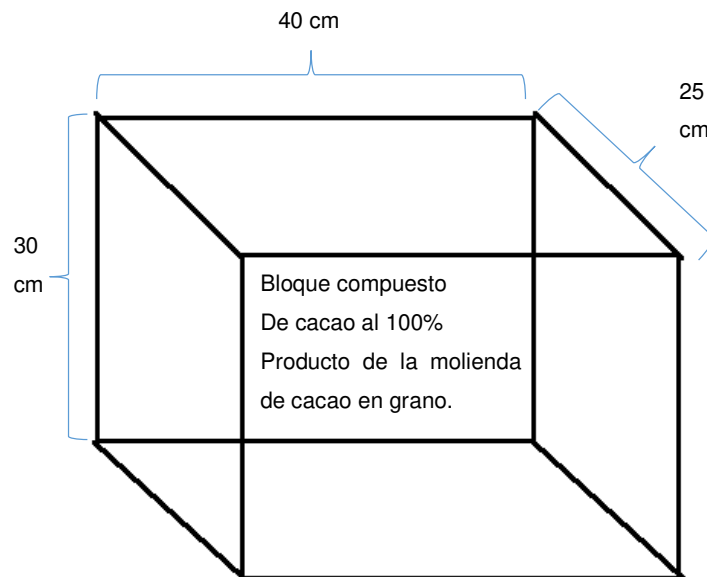 40 cm
25
cm
30
cm
Bloque compuesto
De cacao al 100%
Producto de la molienda
de cacao en grano.